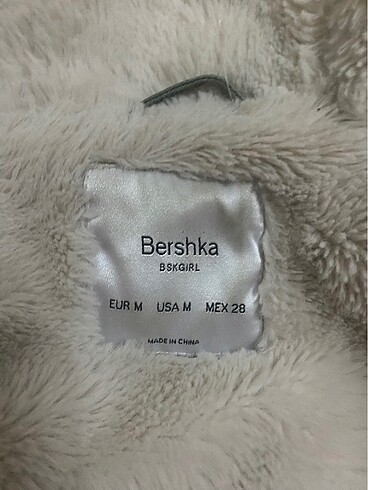 Bershka
BSKGIRL
EUR M USA M MEX 28
MADE IN CHINA